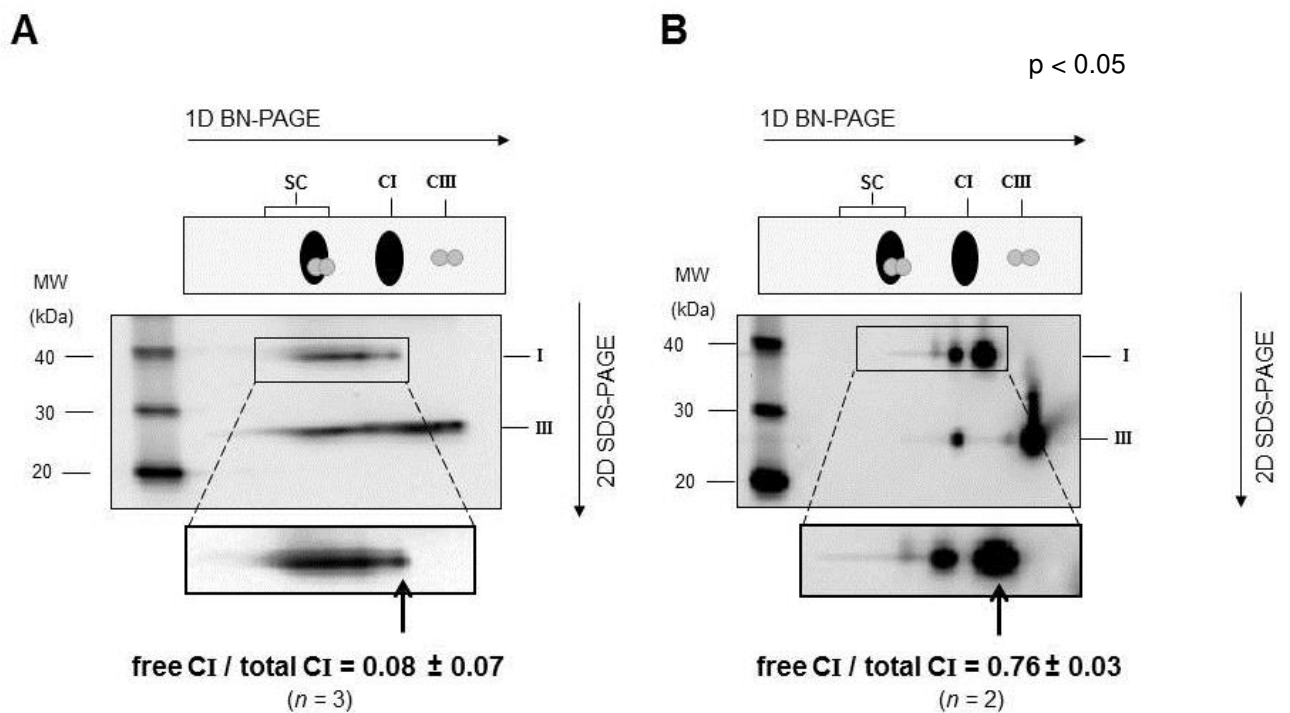 A
1D BN-PAGE
SC CI CIII
MW
(kDa)
40
30
20
I
III
2D SDS-PAGE
free CI / total CI = 0.08 ± 0.07
(n = 3)
B
p < 0.05
1D BN-PAGE
SC CI CIII
MW
(kDa)
40
30
20
I
III
2D SDS-PAGE
free CI / total CI = 0.76 ± 0.03
(n = 2)